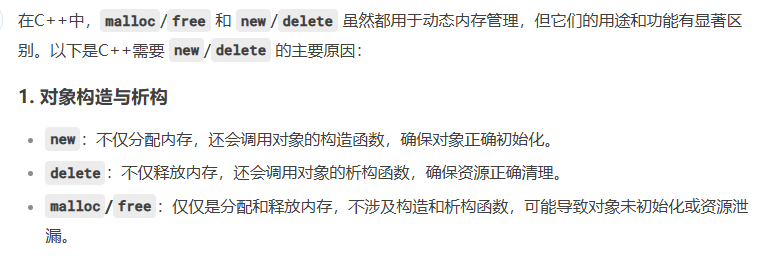 在C++中，malloc/free 和 new/delete 虽然都用于动态内存管理，但它们的用途和功能有显著区
别。以下是C++需要 new/delete 的主要原因：
1. 对象构造与析构
• new：不仅分配内存，还会调用对象的构造函数，确保对象正确初始化。
• delete：不仅释放内存，还会调用对象的析构函数，确保资源正确清理。
• malloc/free：仅仅是分配和释放内存，不涉及构造和析构函数，可能导致对象未初始化或资源泄
漏。